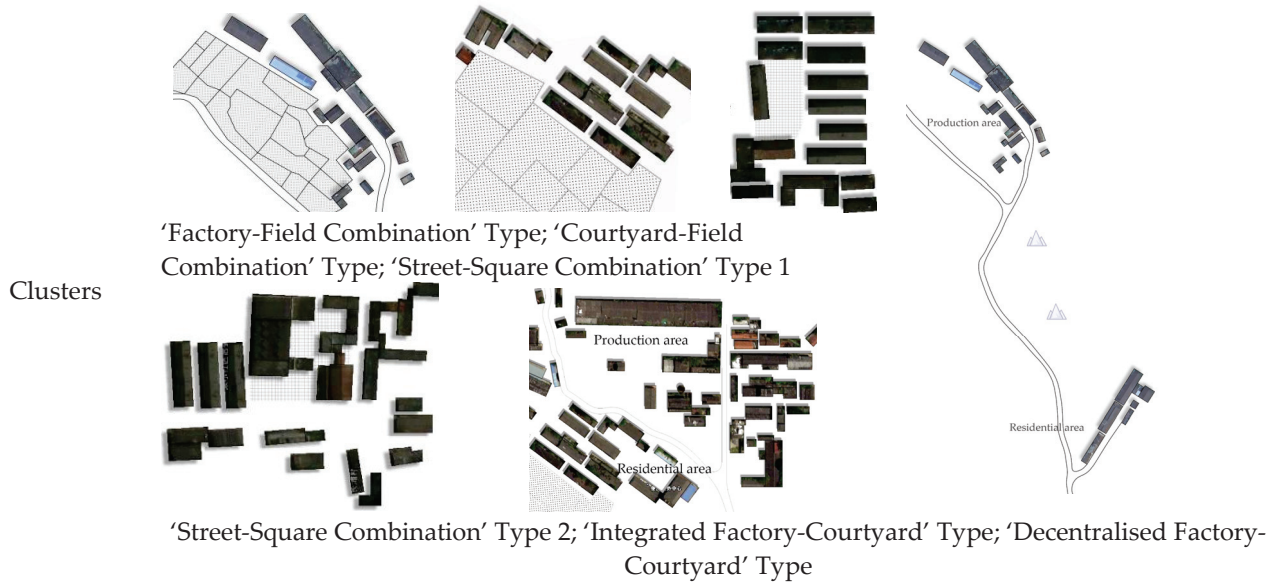 Production area
‘Factory-Field Combination’ Type; ‘Courtyard-Field
Combination’ Type; ‘Street-Square Combination’ Type 1
Clusters
Production area
Residential area
Residential area
‘Street-Square Combination’ Type 2; ‘Integrated Factory-Courtyard’ Type; ‘Decentralised Factory-
Courtyard’ Type